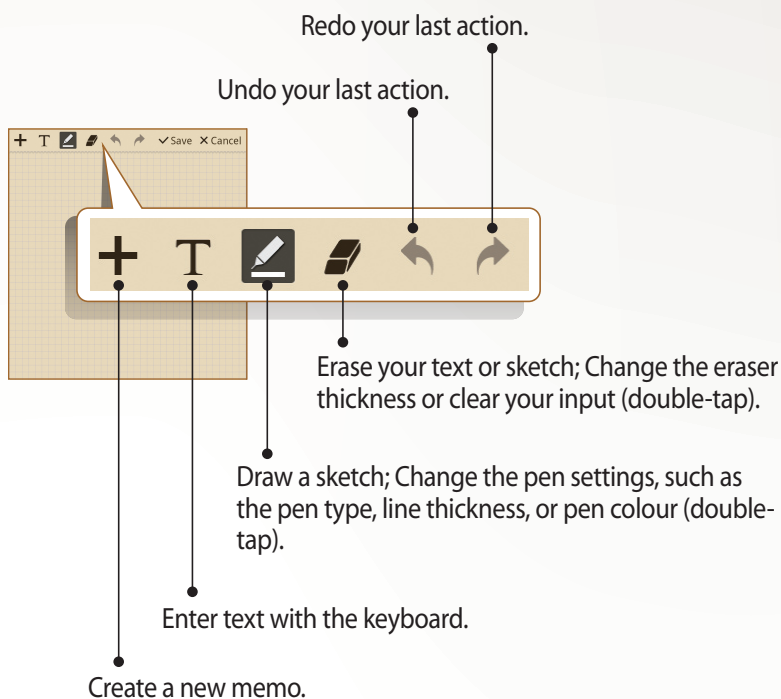 Redo your last action.
Undo your last action.
T Save Cancel
T
Erase your text or sketch; Change the eraser
thickness or clear your input (double-tap).
Draw a sketch; Change the pen settings, such as
the pen type, line thickness, or pen colour (double-
tap).
Enter text with the keyboard.
Create a new memo.